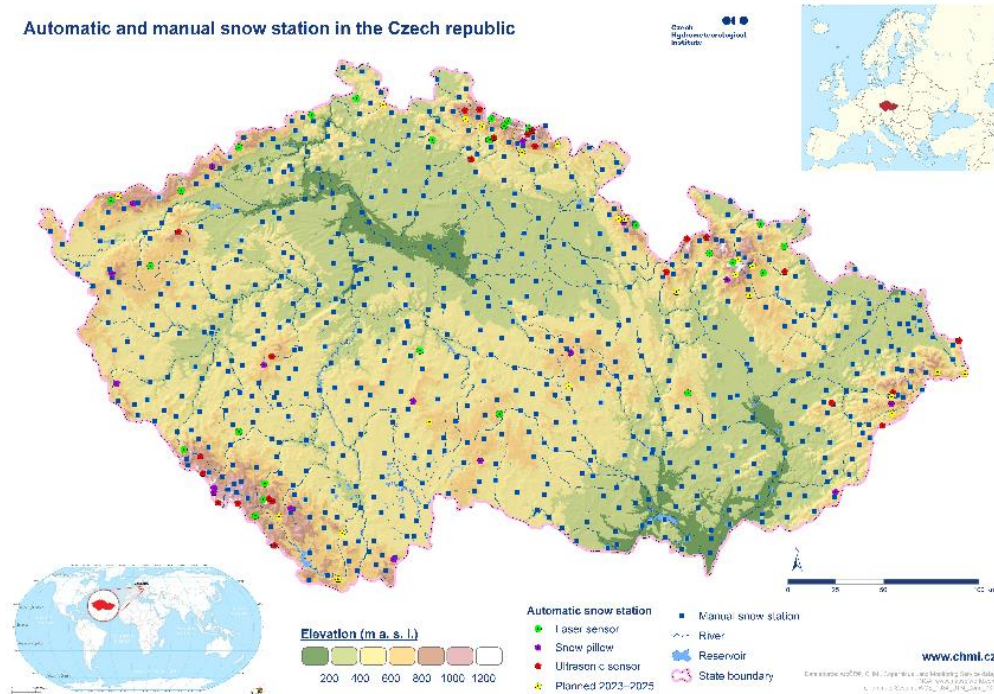 Automatic and manual snow station in the Czech republic
Czech
Hydrometeorological
Institute
0 25 50 100
Elevation (m a. s. l.)
200 400 600 800 1000 1200
Automatic snow station
Laser sensor
Snow pillow
Ultrasonic sensor
Planned 2023–2025
Manual snow station
River
Reservoir
State boundary
www.chmi.cz